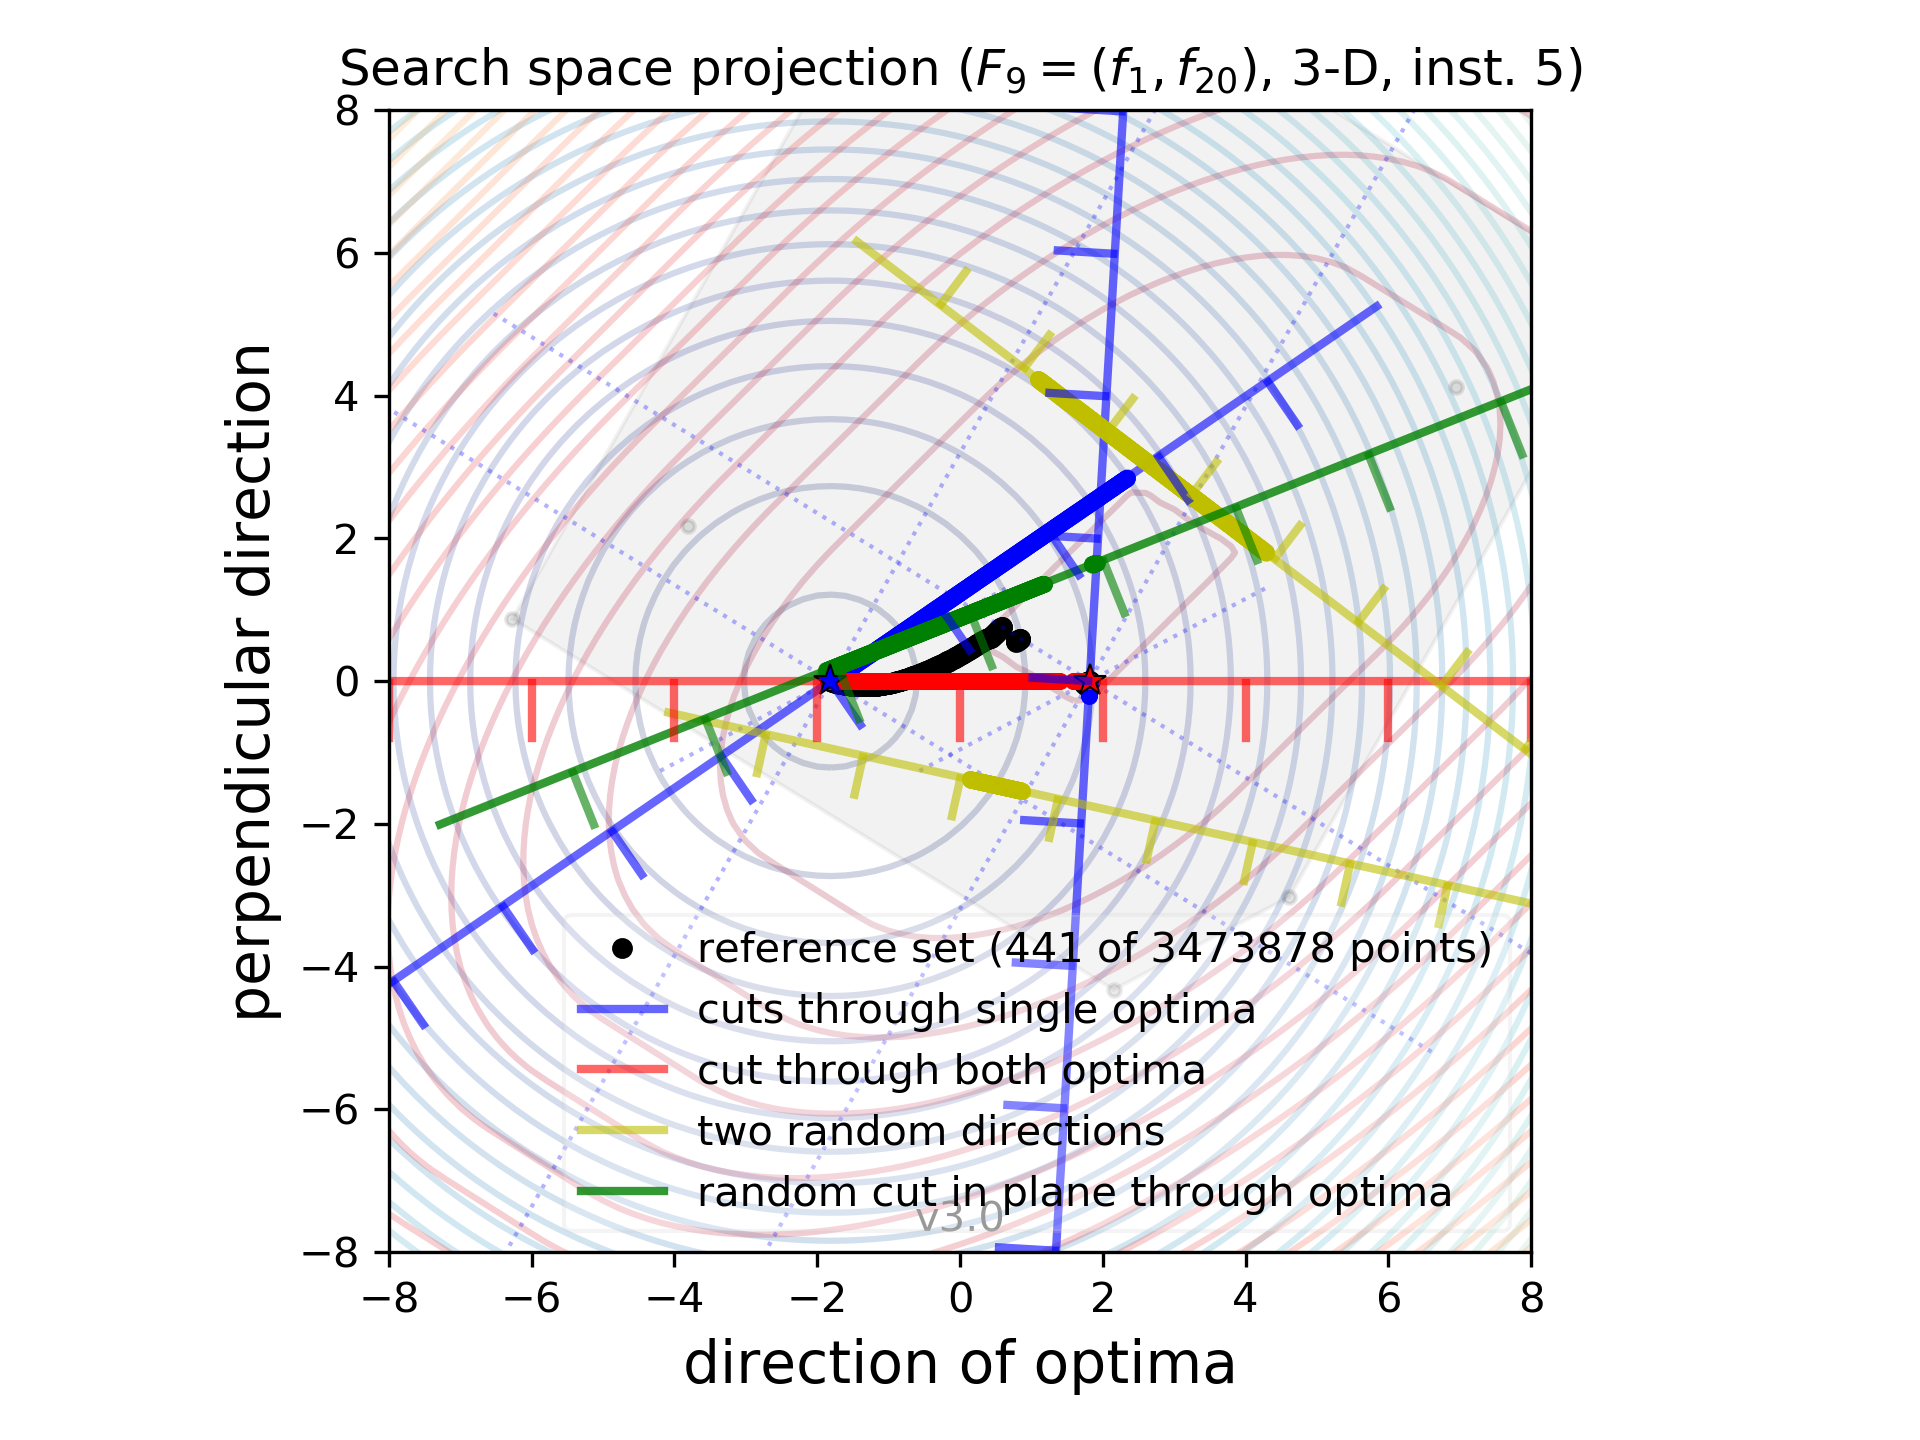 Search space projection (F₉ = (f₁, f₂₀), 3-D, inst. 5)
8
6
4
2
0
−2
−4
−6
−8
perpendicular direction
reference set (441 of 3473878 points)
cuts through single optima
cut through both optima
two random directions
random cut in plane through optima
v3.0
−8 −6 −4 −2 0 2 4 6 8
direction of optima